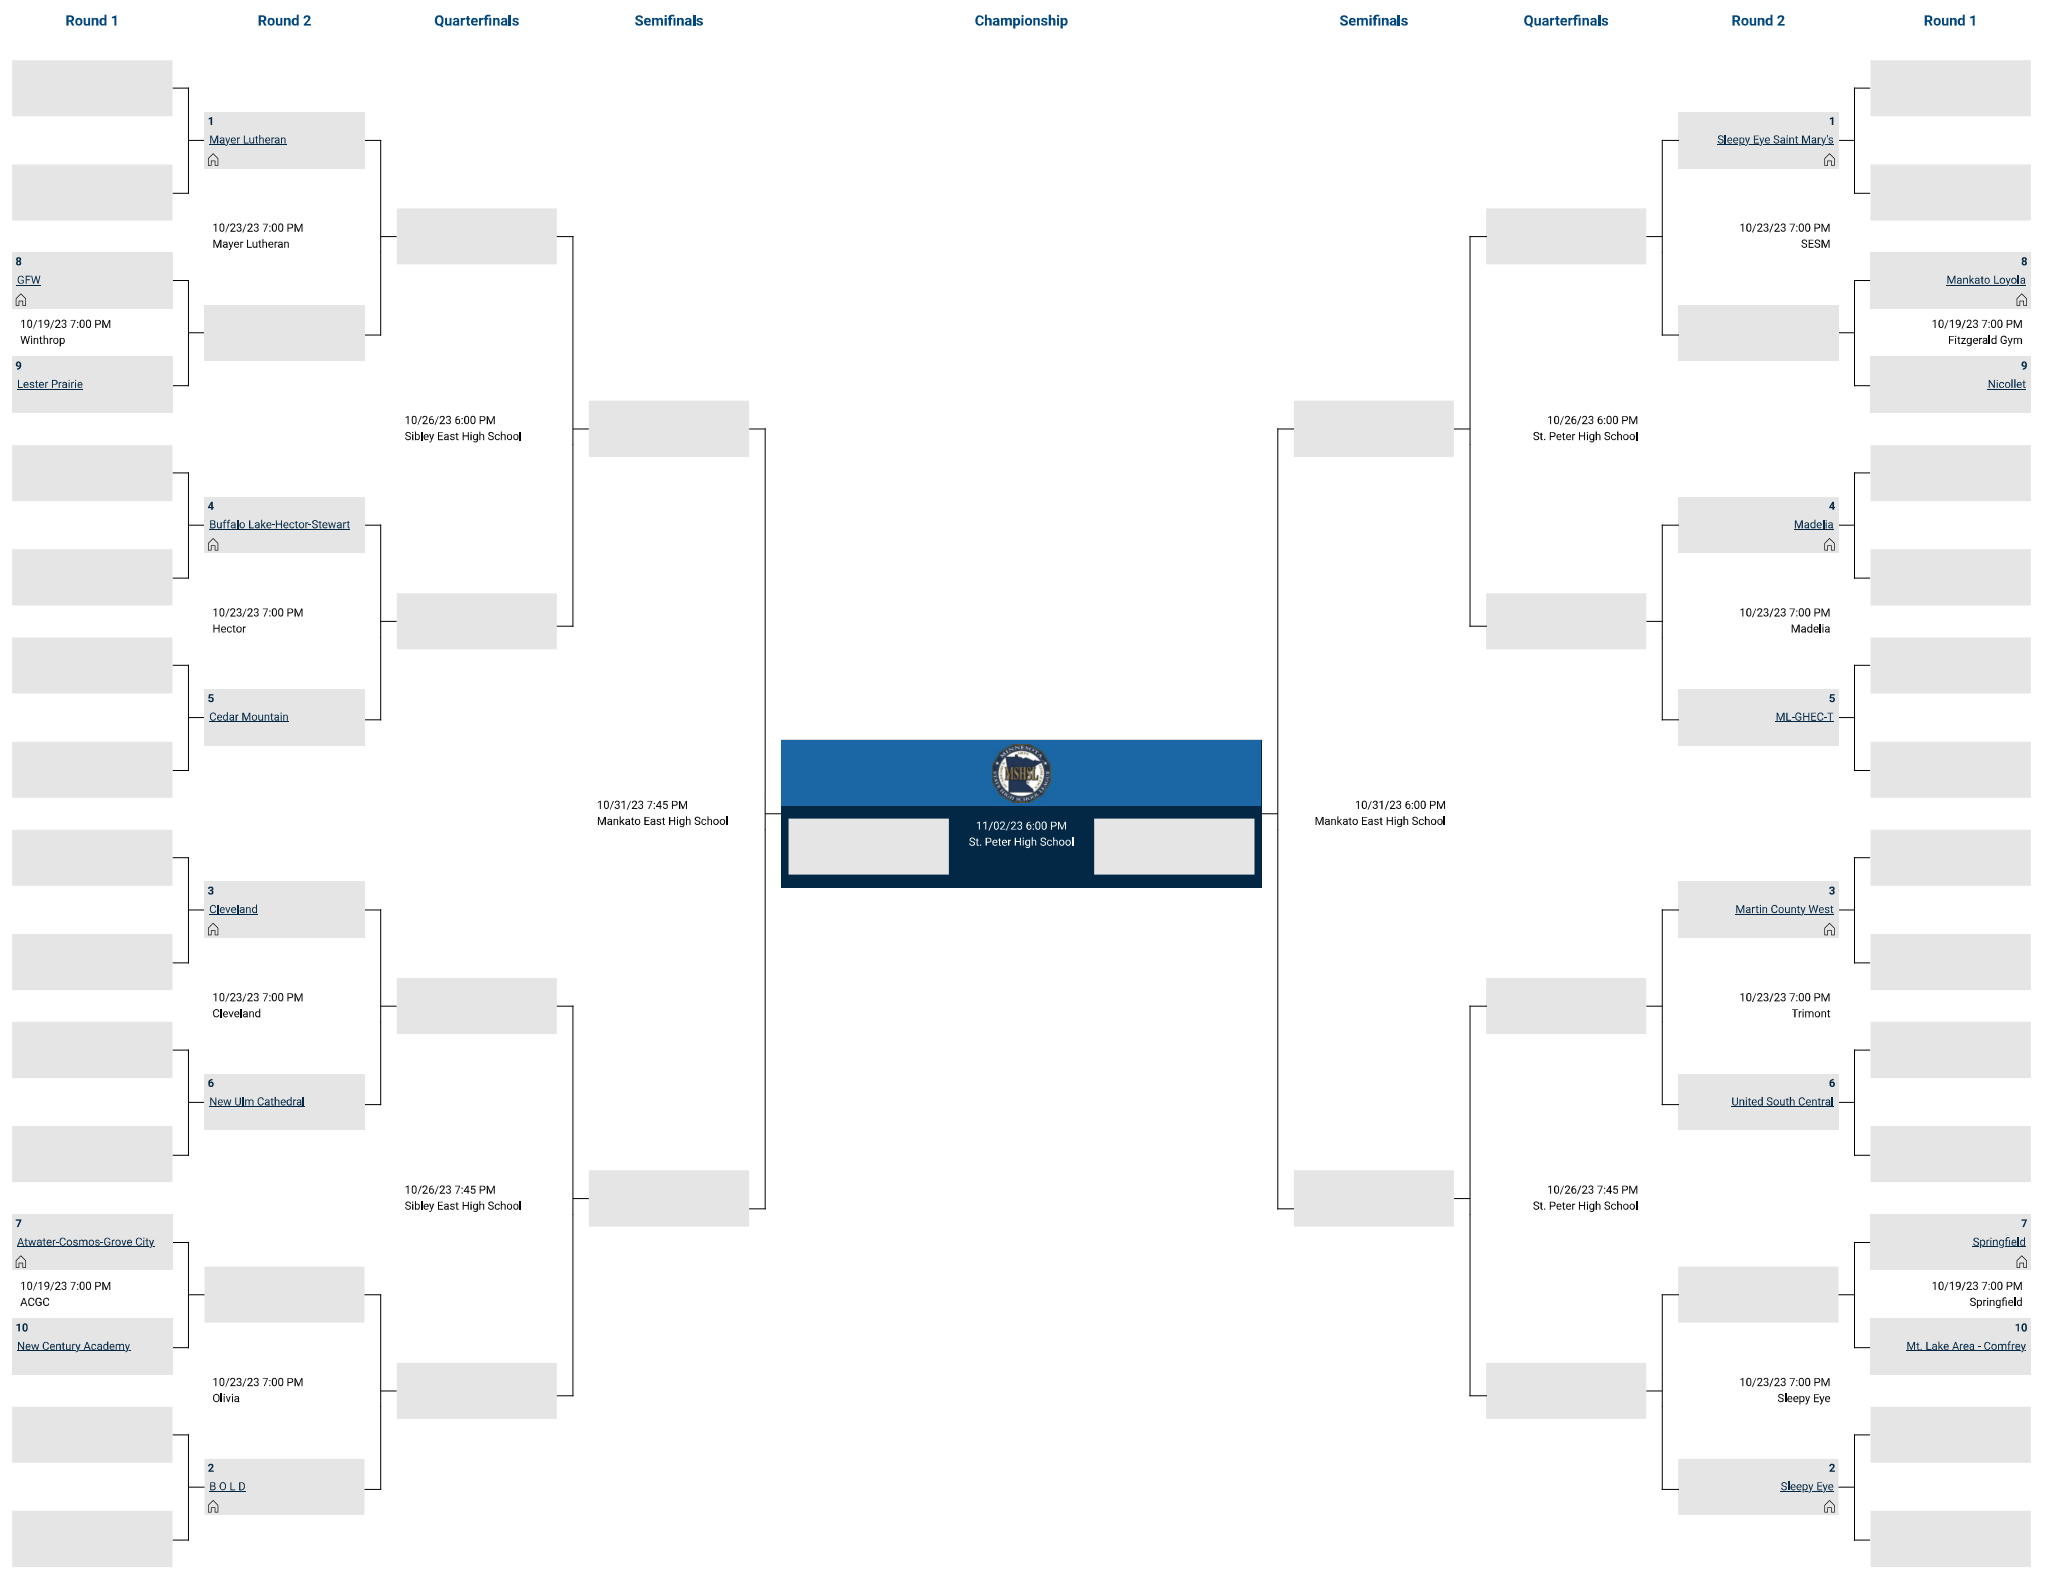 Round 1
Round 2
Quarterfinals
Semifinals
Championship
Semifinals
Quarterfinals
Round 2
Round 1
1
Mayer Lutheran
10/23/23 7:00 PM
Mayer Lutheran
8
GFW
10/19/23 7:00 PM
Winthrop
9
Lester Prairie
10/26/23 6:00 PM
Sibley East High School
4
Buffalo Lake-Hector-Stewart
10/23/23 7:00 PM
Hector
5
Cedar Mountain
10/31/23 7:45 PM
Mankato East High School
3
Cleveland
10/23/23 7:00 PM
Cleveland
6
New Ulm Cathedral
10/26/23 7:45 PM
Sibley East High School
7
Atwater-Cosmos-Grove City
10/19/23 7:00 PM
ACGC
10
New Century Academy
10/23/23 7:00 PM
Olivia
2
B O L D
MINNESOTA
MSHSL
STATE HIGH SCHOOL LEAGUE
11/02/23 6:00 PM
St. Peter High School
1
Sleepy Eye Saint Mary's
10/23/23 7:00 PM
SESM
8
Mankato Loyola
10/19/23 7:00 PM
Fitzgerald Gym
9
Nicollet
10/26/23 6:00 PM
St. Peter High School
4
Madelia
10/23/23 7:00 PM
Madelia
5
ML-GHEC-T
10/31/23 6:00 PM
Mankato East High School
3
Martin County West
10/23/23 7:00 PM
Trimont
6
United South Central
10/26/23 7:45 PM
St. Peter High School
7
Springfield
10/19/23 7:00 PM
Springfield
10
Mt. Lake Area - Comfrey
10/23/23 7:00 PM
Sleepy Eye
2
Sleepy Eye